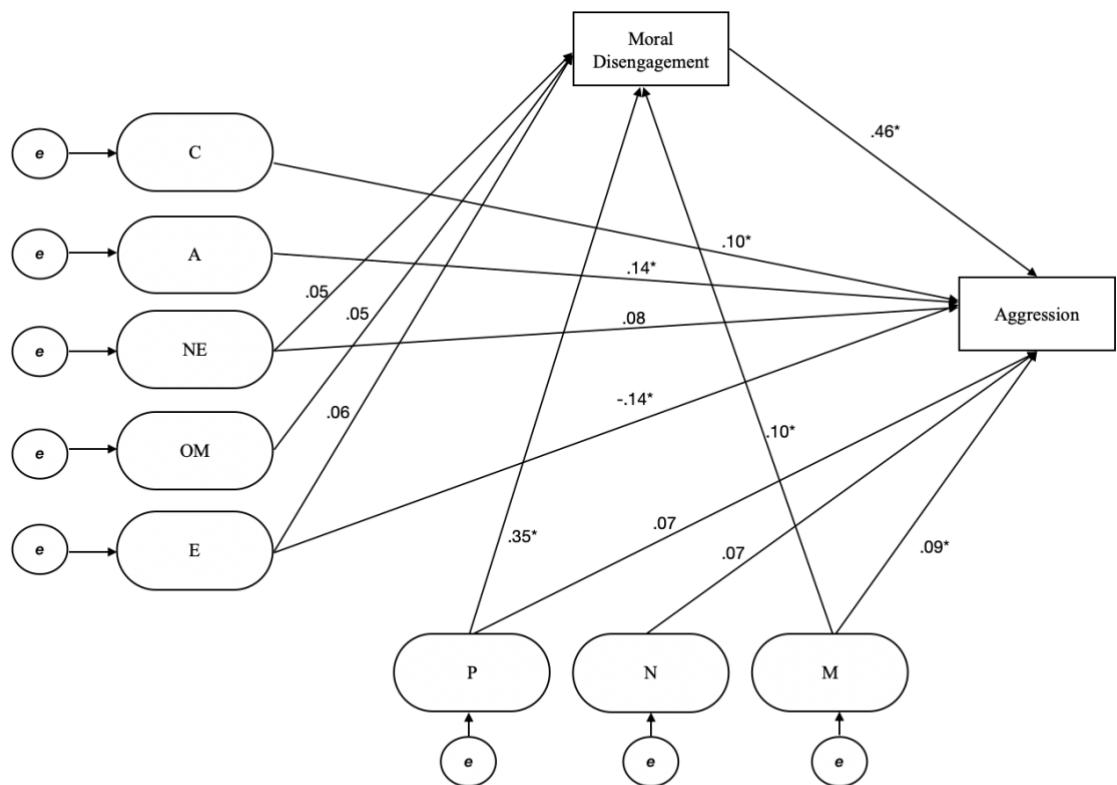 Moral
Disengagement
.46*
e
C
.10*
e
A
.14*
.05
.05
Aggression
.08
e
NE
-.14*
.06
.10*
e
OM
.35*
.07
.07
.09*
e
E
P
N
M
e
e
e